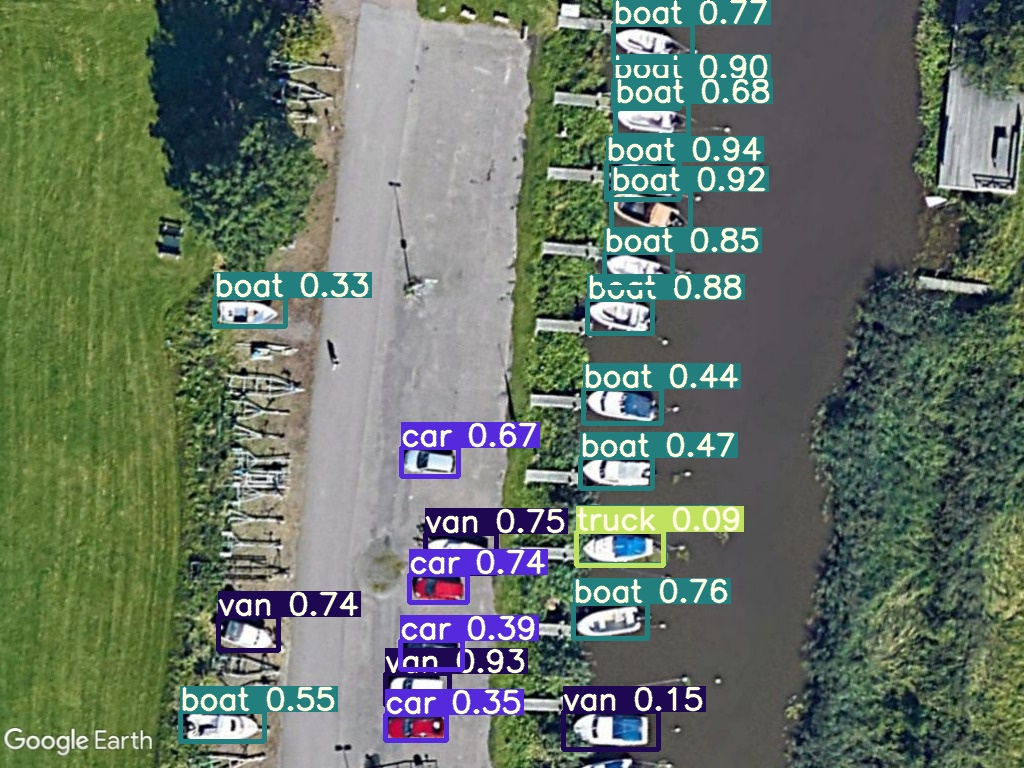 boat 0.77
boat 0.90
boat 0.68
boat 0.94
boat 0.92
boat 0.85
boat 0.33
boat 0.88
boat 0.44
car 0.67
boat 0.47
van 0.75
truck 0.09
car 0.74
van 0.74
boat 0.76
car 0.39
van 0.93
boat 0.55
car 0.35
van 0.15
Google Earth